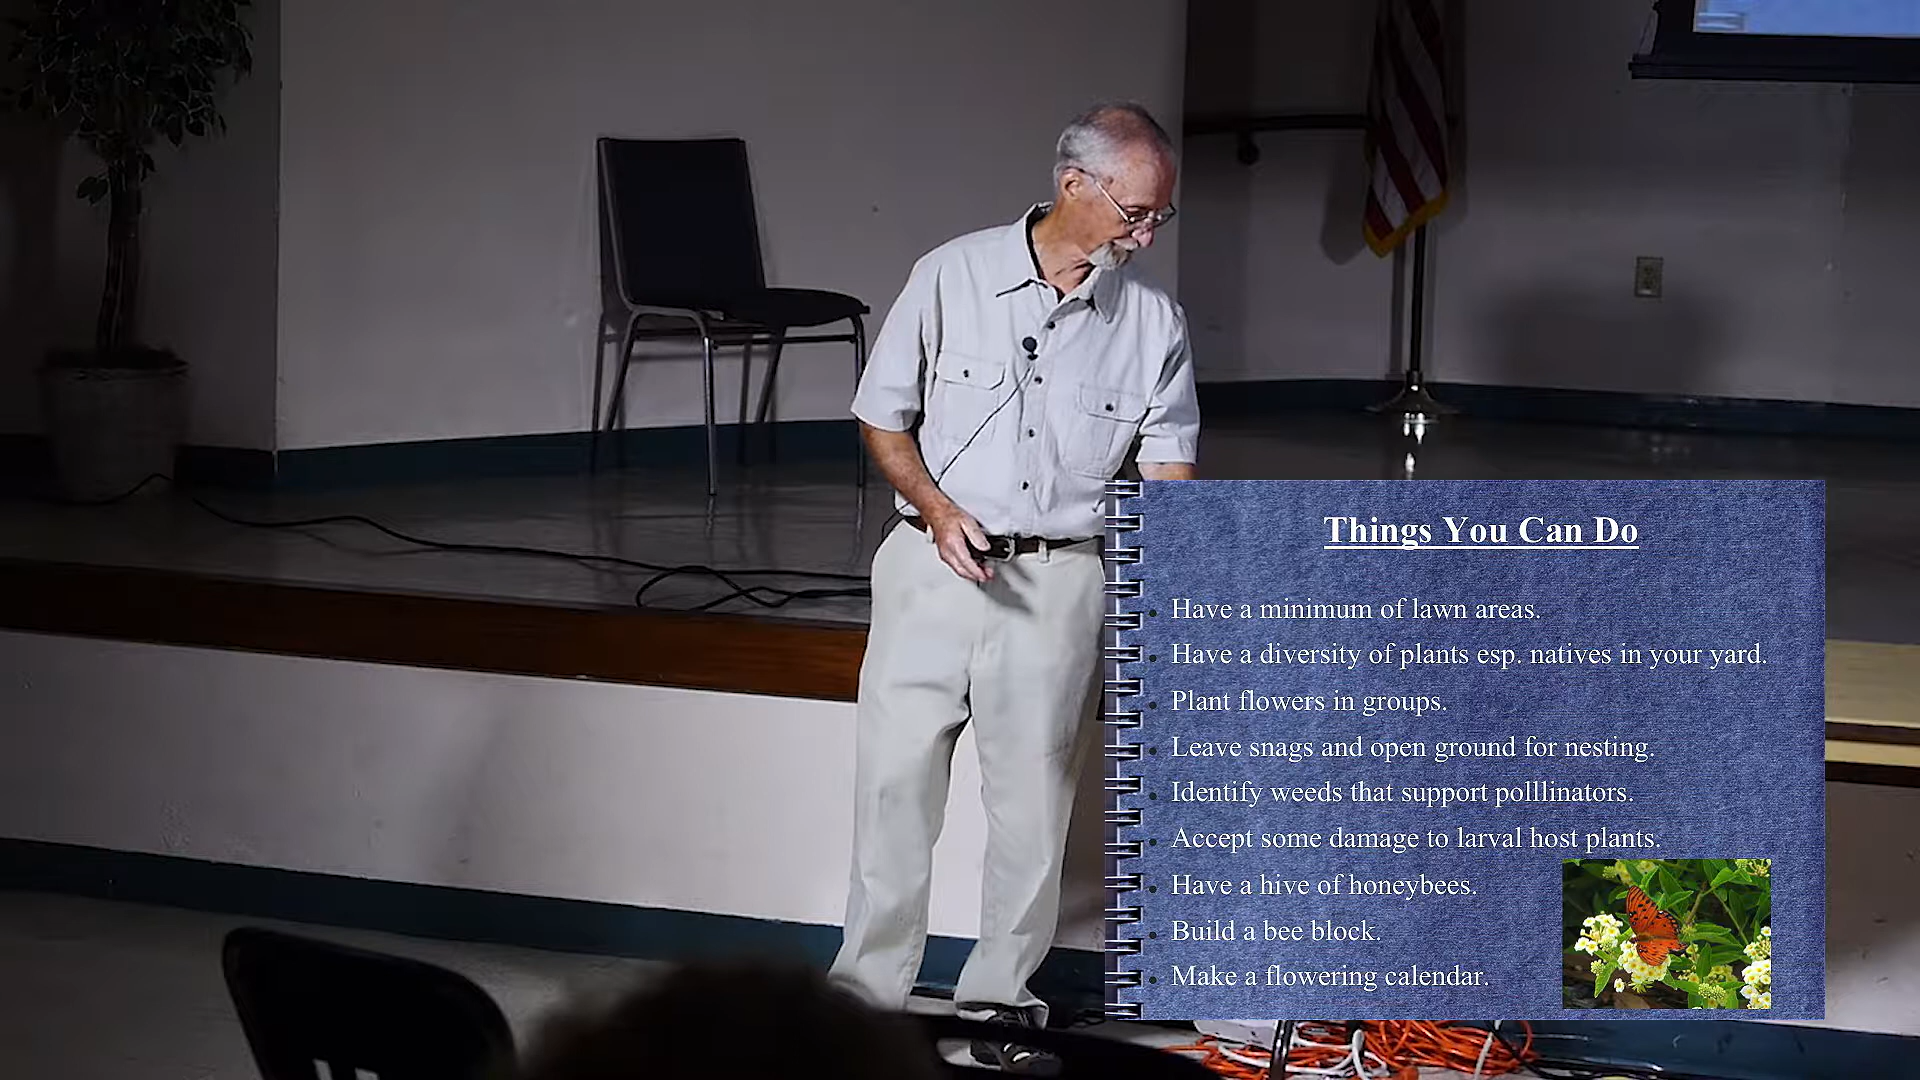 Things You Can Do
Have a minimum of lawn areas.
Have a diversity of plants esp. natives in your yard.
Plant flowers in groups.
Leave snags and open ground for nesting.
Identify weeds that support polllinators.
Accept some damage to larval host plants.
Have a hive of honeybees.
Build a bee block.
Make a flowering calendar.